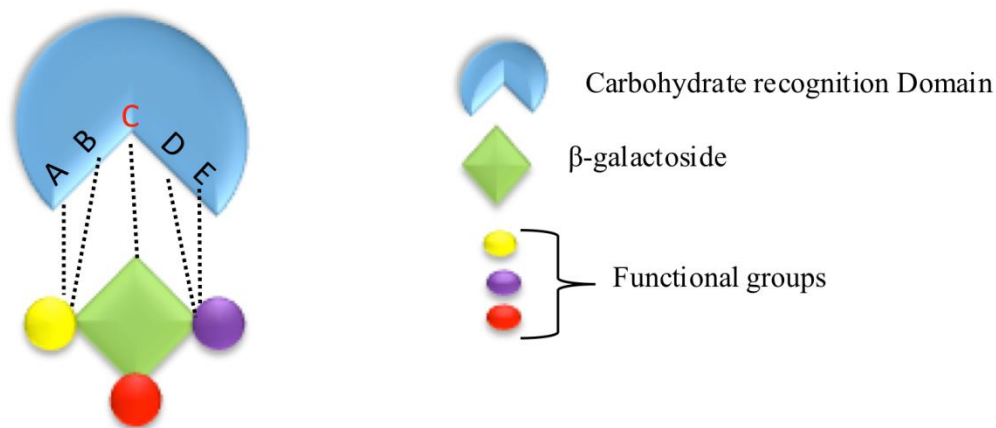 A B C D E
Carbohydrate recognition Domain
β-galactoside
Functional groups